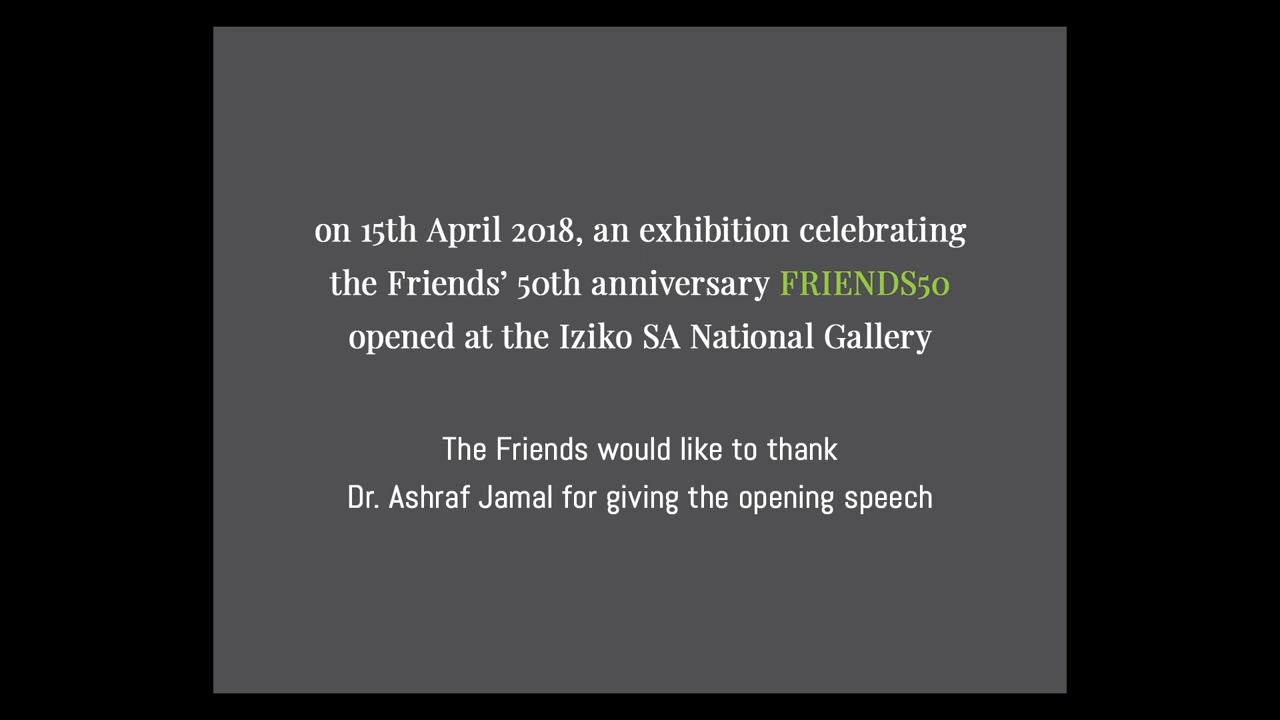 on 15th April 2018, an exhibition celebrating
the Friends’ 50th anniversary FRIENDS50
opened at the Iziko SA National Gallery
The Friends would like to thank
Dr. Ashraf Jamal for giving the opening speech